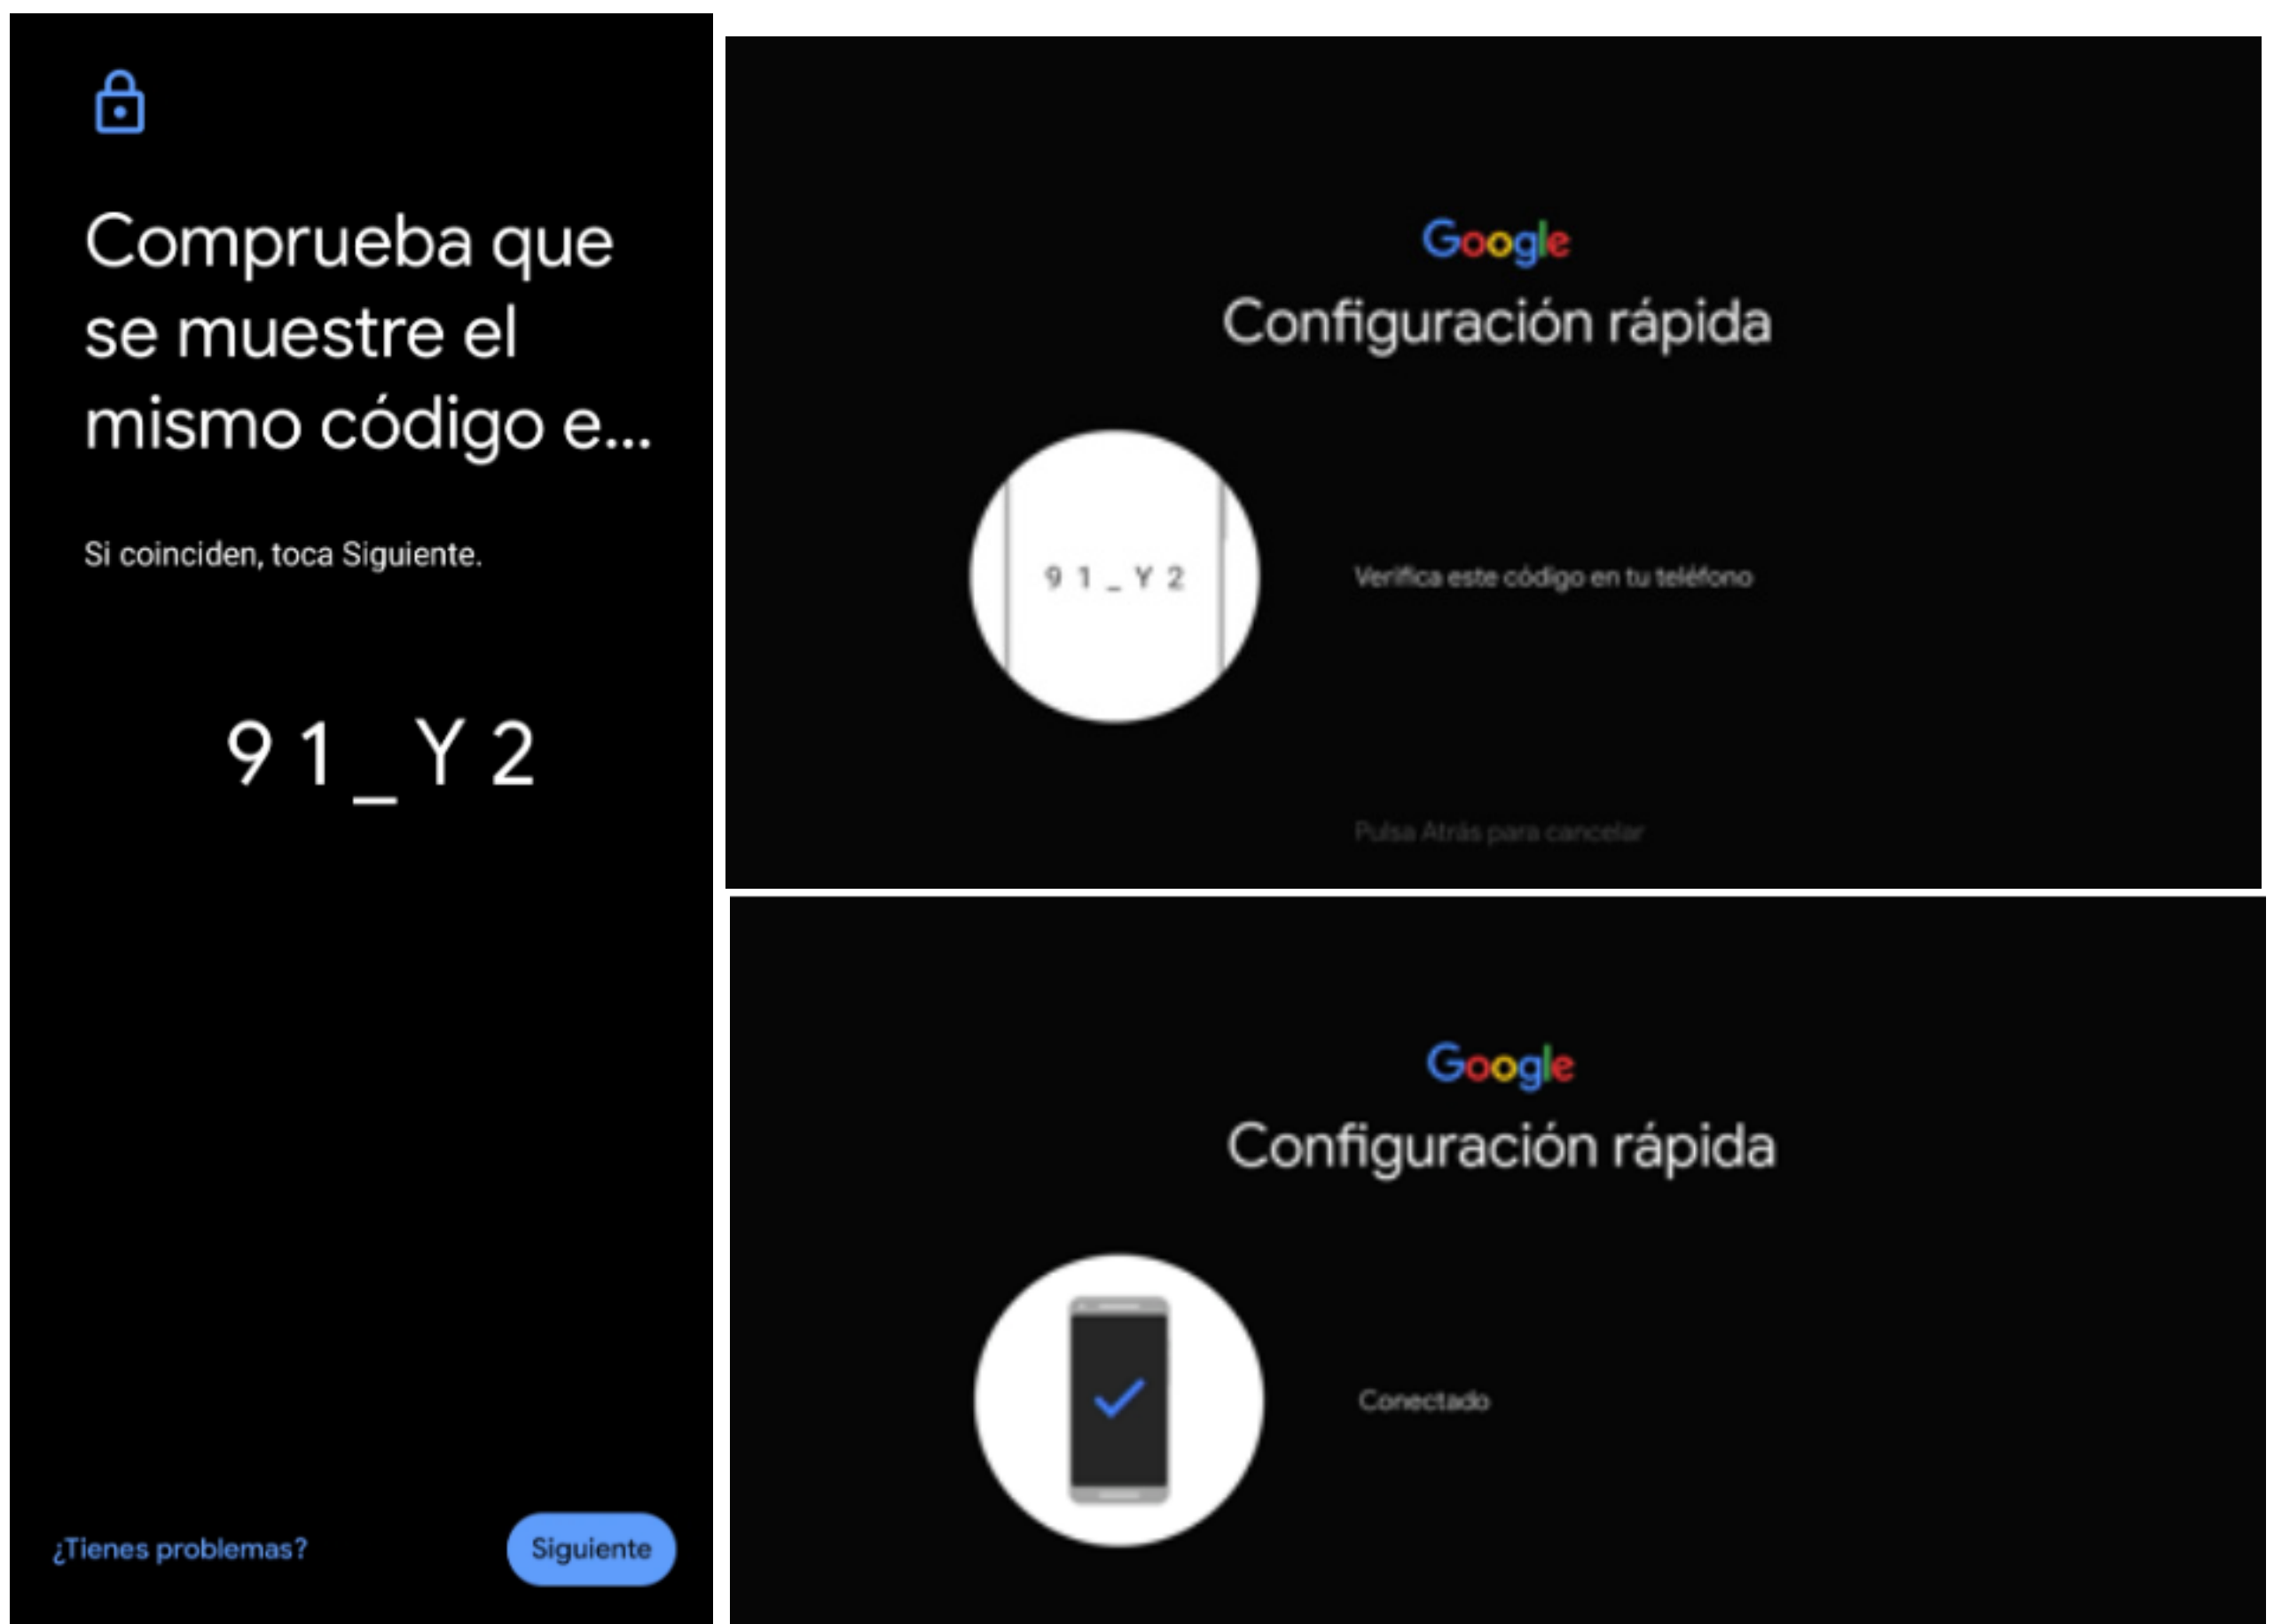 Comprueba que
se muestre el
mismo código e...
Si coinciden, toca Siguiente.
9 1 _ Y 2
¿Tienes problemas?
Siguiente
Google
Configuración rápida
9 1 _ Y 2
Verifica este código en tu teléfono
Pulsa Atrás para cancelar
Google
Configuración rápida
Conectado